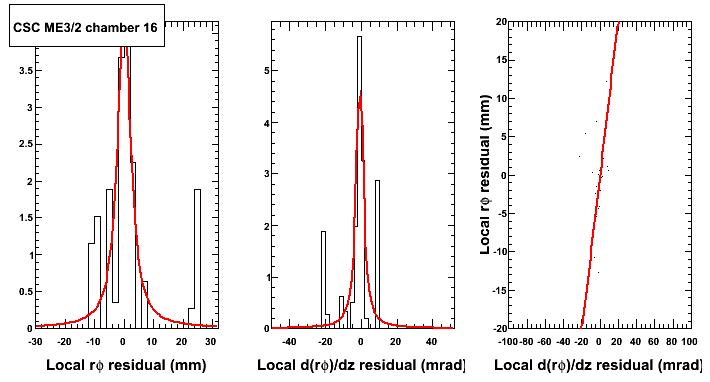 CSC ME3/2 chamber 16
3.5
3
2.5
2
1.5
1
0.5
0
-30 -20 -10 0 10 20 30
Local rϕ residual (mm)
5
4
3
2
1
0
-40 -20 0 20 40
Local d(rϕ)/dz residual (mrad)
Local rϕ residual (mm)
20
15
10
5
0
-5
-10
-15
-20
-100 -80 -60 -40 -20 0 20 40 60 80 100
Local d(rϕ)/dz residual (mrad)